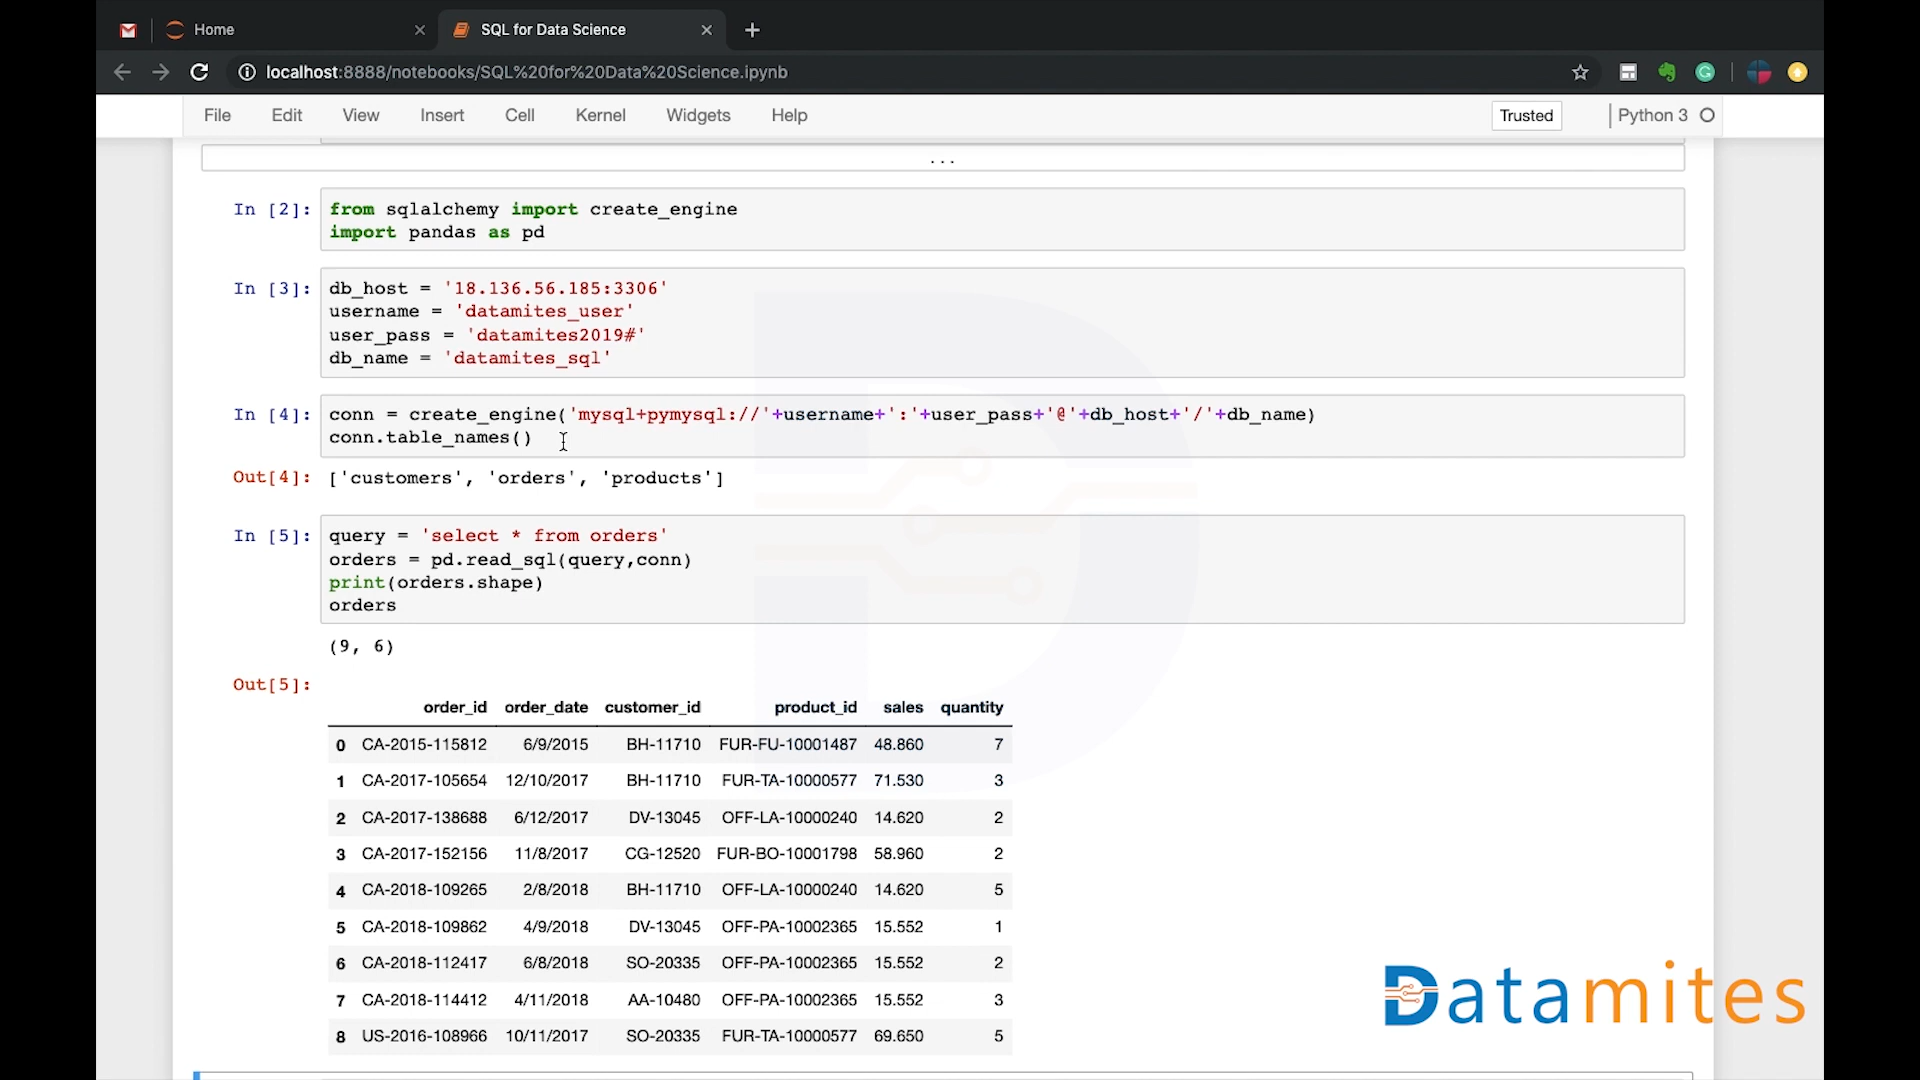 Home
SQL for Data Science
localhost:8888/notebooks/SQL%20for%20Data%20Science.ipynb
File Edit View Insert Cell Kernel Widgets Help Trusted Python 3
...
In [2]: from sqlalchemy import create_engine
import pandas as pd
In [3]: db_host = '18.136.56.185:3306'
username = 'datamites_user'
user_pass = 'datamites2019#'
db_name = 'datamites_sql'
In [4]: conn = create_engine('mysql+pymysql://'+username+':'+user_pass+'@'+db_host+'/'+db_name)
conn.table_names()
Out[4]: ['customers', 'orders', 'products']
In [5]: query = 'select * from orders'
orders = pd.read_sql(query,conn)
print(orders.shape)
orders
(9, 6)
Out[5]:
order_id order_date customer_id product_id sales quantity
0 CA-2015-115812 6/9/2015 BH-11710 FUR-FU-10001487 48.860 7
1 CA-2017-105654 12/10/2017 BH-11710 FUR-TA-10000577 71.530 3
2 CA-2017-138688 6/12/2017 DV-13045 OFF-LA-10000240 14.620 2
3 CA-2017-152156 11/8/2017 CG-12520 FUR-BO-10001798 58.960 2
4 CA-2018-109265 2/8/2018 BH-11710 OFF-LA-10000240 14.620 5
5 CA-2018-109862 4/9/2018 DV-13045 OFF-PA-10002365 15.552 1
6 CA-2018-112417 6/8/2018 SO-20335 OFF-PA-10002365 15.552 2
7 CA-2018-114412 4/11/2018 AA-10480 OFF-PA-10002365 15.552 3
8 US-2016-108966 10/11/2017 SO-20335 FUR-TA-10000577 69.650 5
Datamites